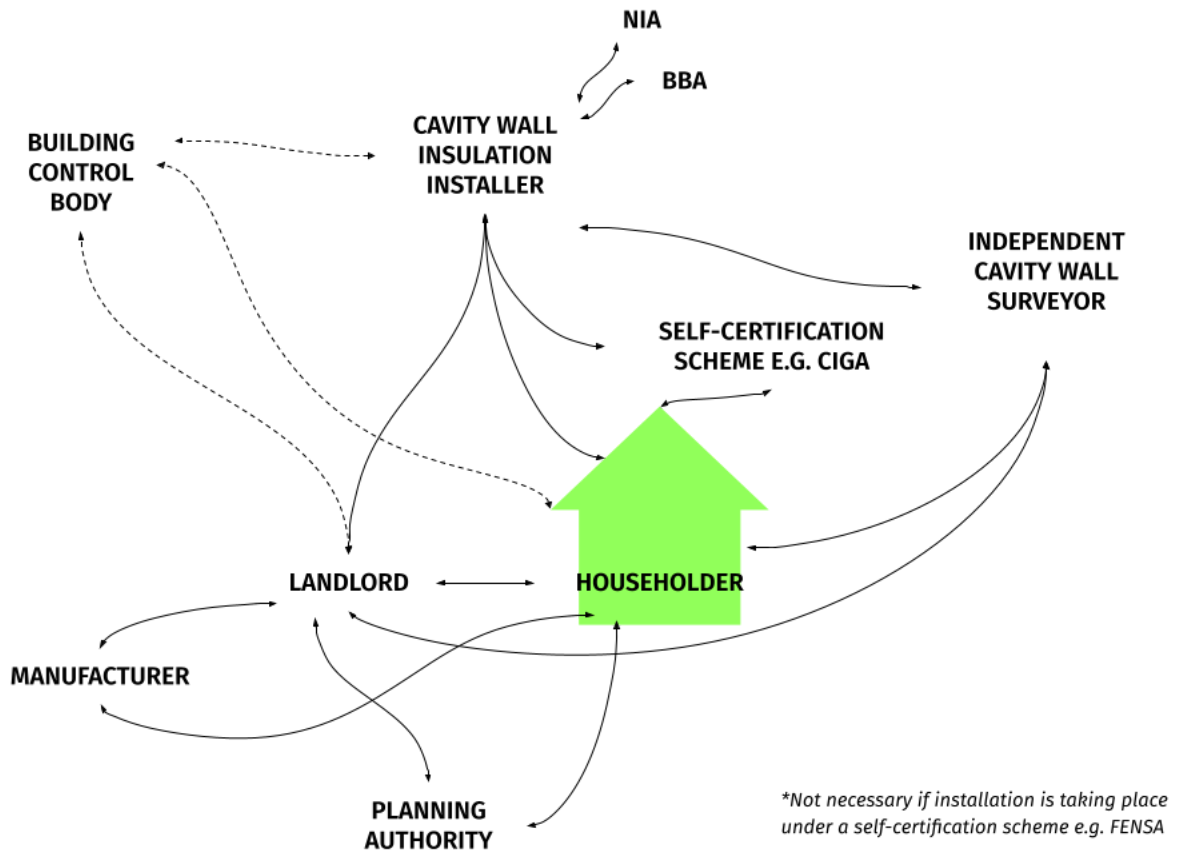 NIA
BBA
CAVITY WALL
INSULATION
INSTALLER
BUILDING
CONTROL
BODY
INDEPENDENT
CAVITY WALL
SURVEYOR
SELF-CERTIFICATION
SCHEME E.G. CIGA
LANDLORD
HOUSEHOLDER
MANUFACTURER
PLANNING
AUTHORITY
*Not necessary if installation is taking place
under a self-certification scheme e.g. FENSA